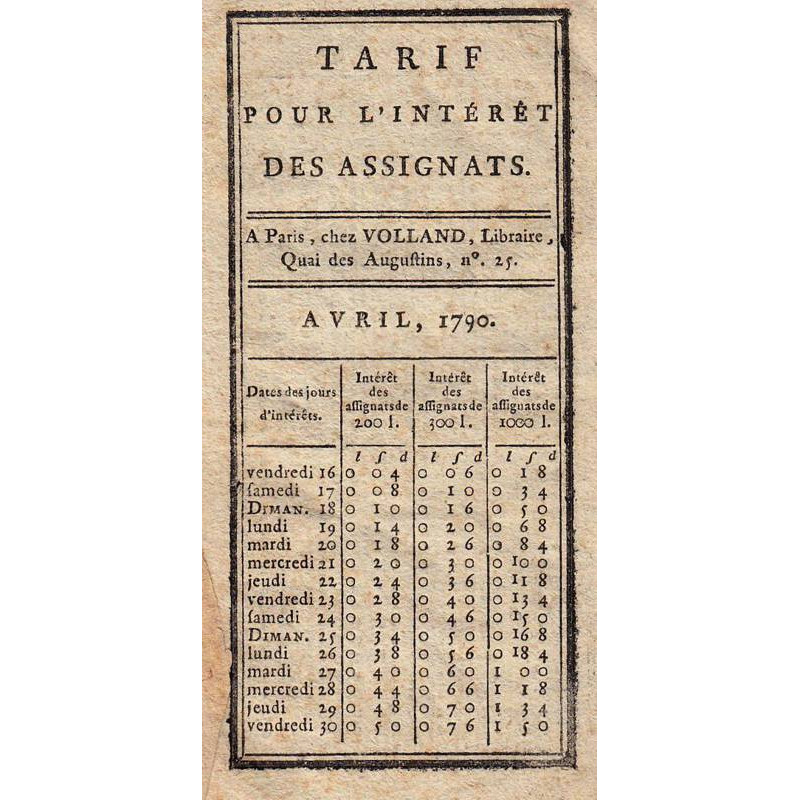 TARIF
POUR L'INTÉRÊT
DES ASSIGNATS.
A Paris, chez VOLLAND, Libraire,
Quai des Auguſtins, nº. 25.
AVRIL, 1790.
Dates des jours d'intérêts. Intérêt des aſſignats de 200 l. Intérêt des aſſignats de 300 l. Intérêt des aſſignats de 1000 l.
l ſ d l ſ d l ſ d
vendredi 16 0 0 4 0 0 6 0 1 8
ſamedi 17 0 0 8 0 1 0 0 3 4
DIMAN. 18 0 1 0 0 1 6 0 5 0
lundi 19 0 1 4 0 2 0 0 6 8
mardi 20 0 1 8 0 2 6 0 8 4
mercredi 21 0 2 0 0 3 0 0 10 0
jeudi 22 0 2 4 0 3 6 0 11 8
vendredi 23 0 2 8 0 4 0 0 13 4
ſamedi 24 0 3 0 0 4 6 0 15 0
DIMAN. 25 0 3 4 0 5 0 0 16 8
lundi 26 0 3 8 0 5 6 0 18 4
mardi 27 0 4 0 0 6 0 1 0 0
mercredi 28 0 4 4 0 6 6 1 1 8
jeudi 29 0 4 8 0 7 0 1 3 4
vendredi 30 0 5 0 0 7 6 1 5 0